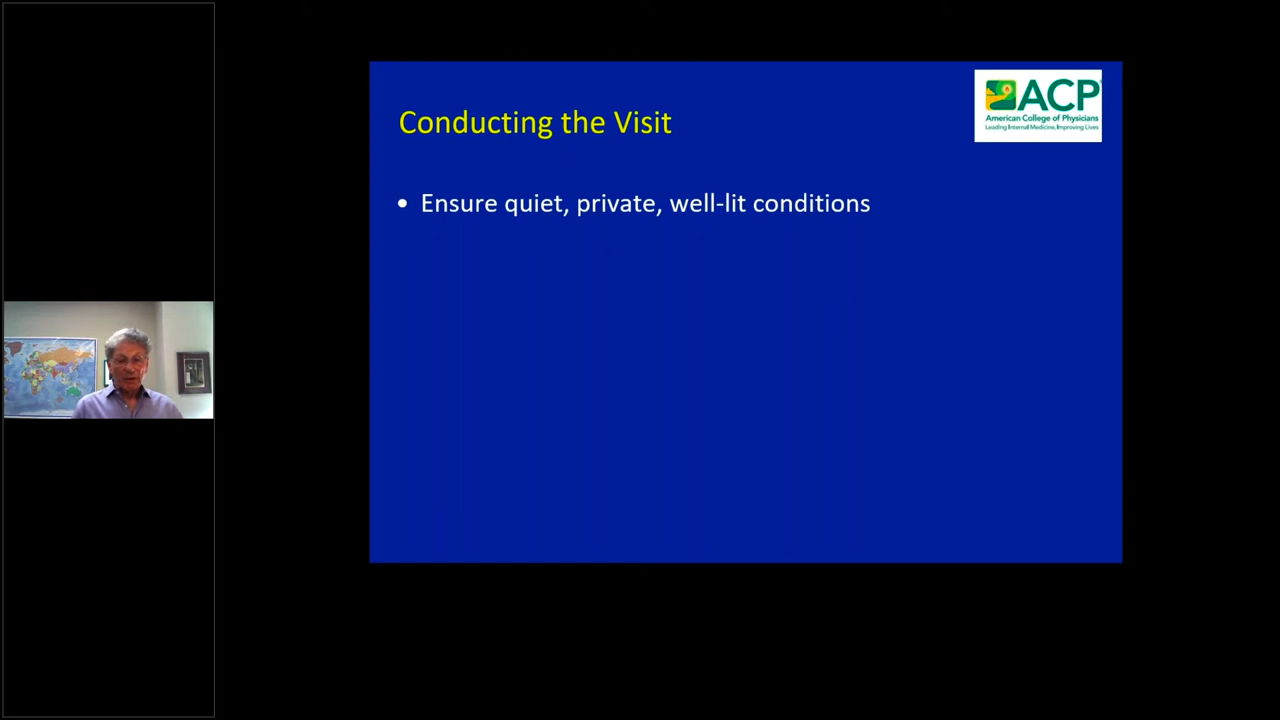 Conducting the Visit
ACP
American College of Physicians
Leading Internal Medicine, Improving Lives
• Ensure quiet, private, well-lit conditions